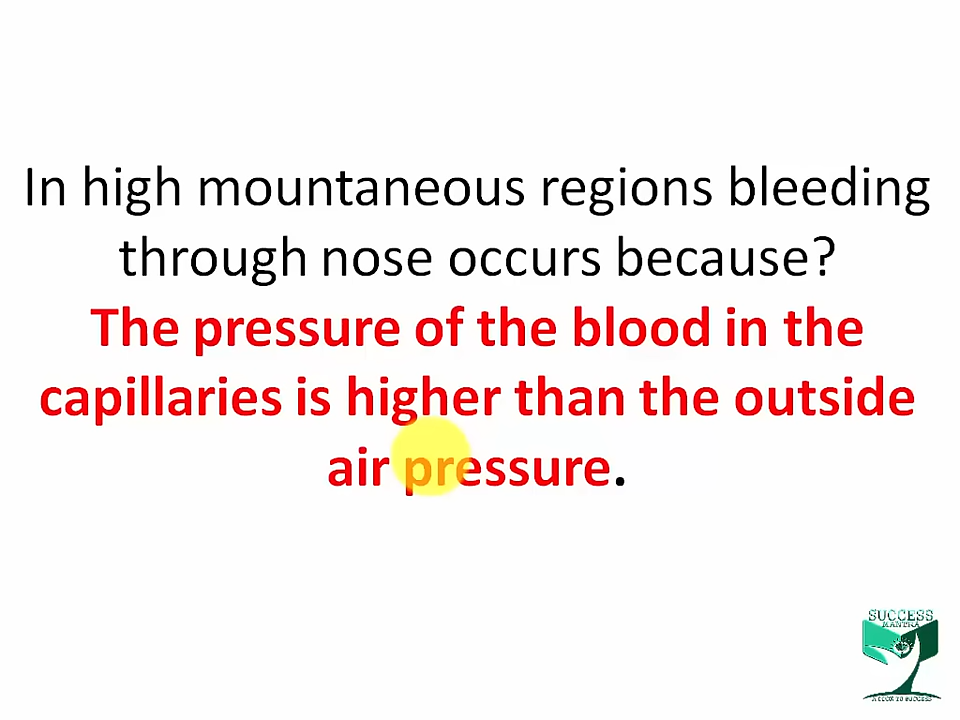 In high mountaneous regions bleeding
through nose occurs because?
The pressure of the blood in the
capillaries is higher than the outside
air pressure.
SUCCESS
MANTRA